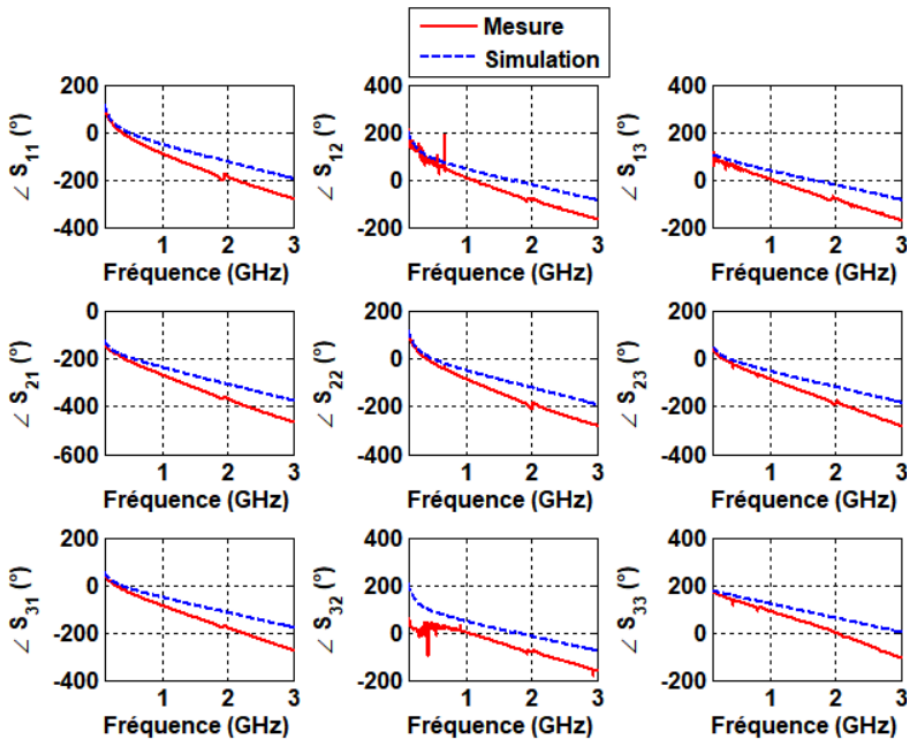 Mesure
Simulation
200
0
-200
-400
∠ S11 (°)
1 2 3
Fréquence (GHz)
400
200
0
-200
∠ S12 (°)
1 2 3
Fréquence (GHz)
400
200
0
-200
∠ S13 (°)
1 2 3
Fréquence (GHz)
0
-200
-400
-600
∠ S21 (°)
1 2 3
Fréquence (GHz)
200
0
-200
-400
∠ S22 (°)
1 2 3
Fréquence (GHz)
200
0
-200
-400
∠ S23 (°)
1 2 3
Fréquence (GHz)
200
0
-200
-400
∠ S31 (°)
1 2 3
Fréquence (GHz)
400
200
0
-200
∠ S32 (°)
1 2 3
Fréquence (GHz)
400
200
0
-200
∠ S33 (°)
1 2 3
Fréquence (GHz)